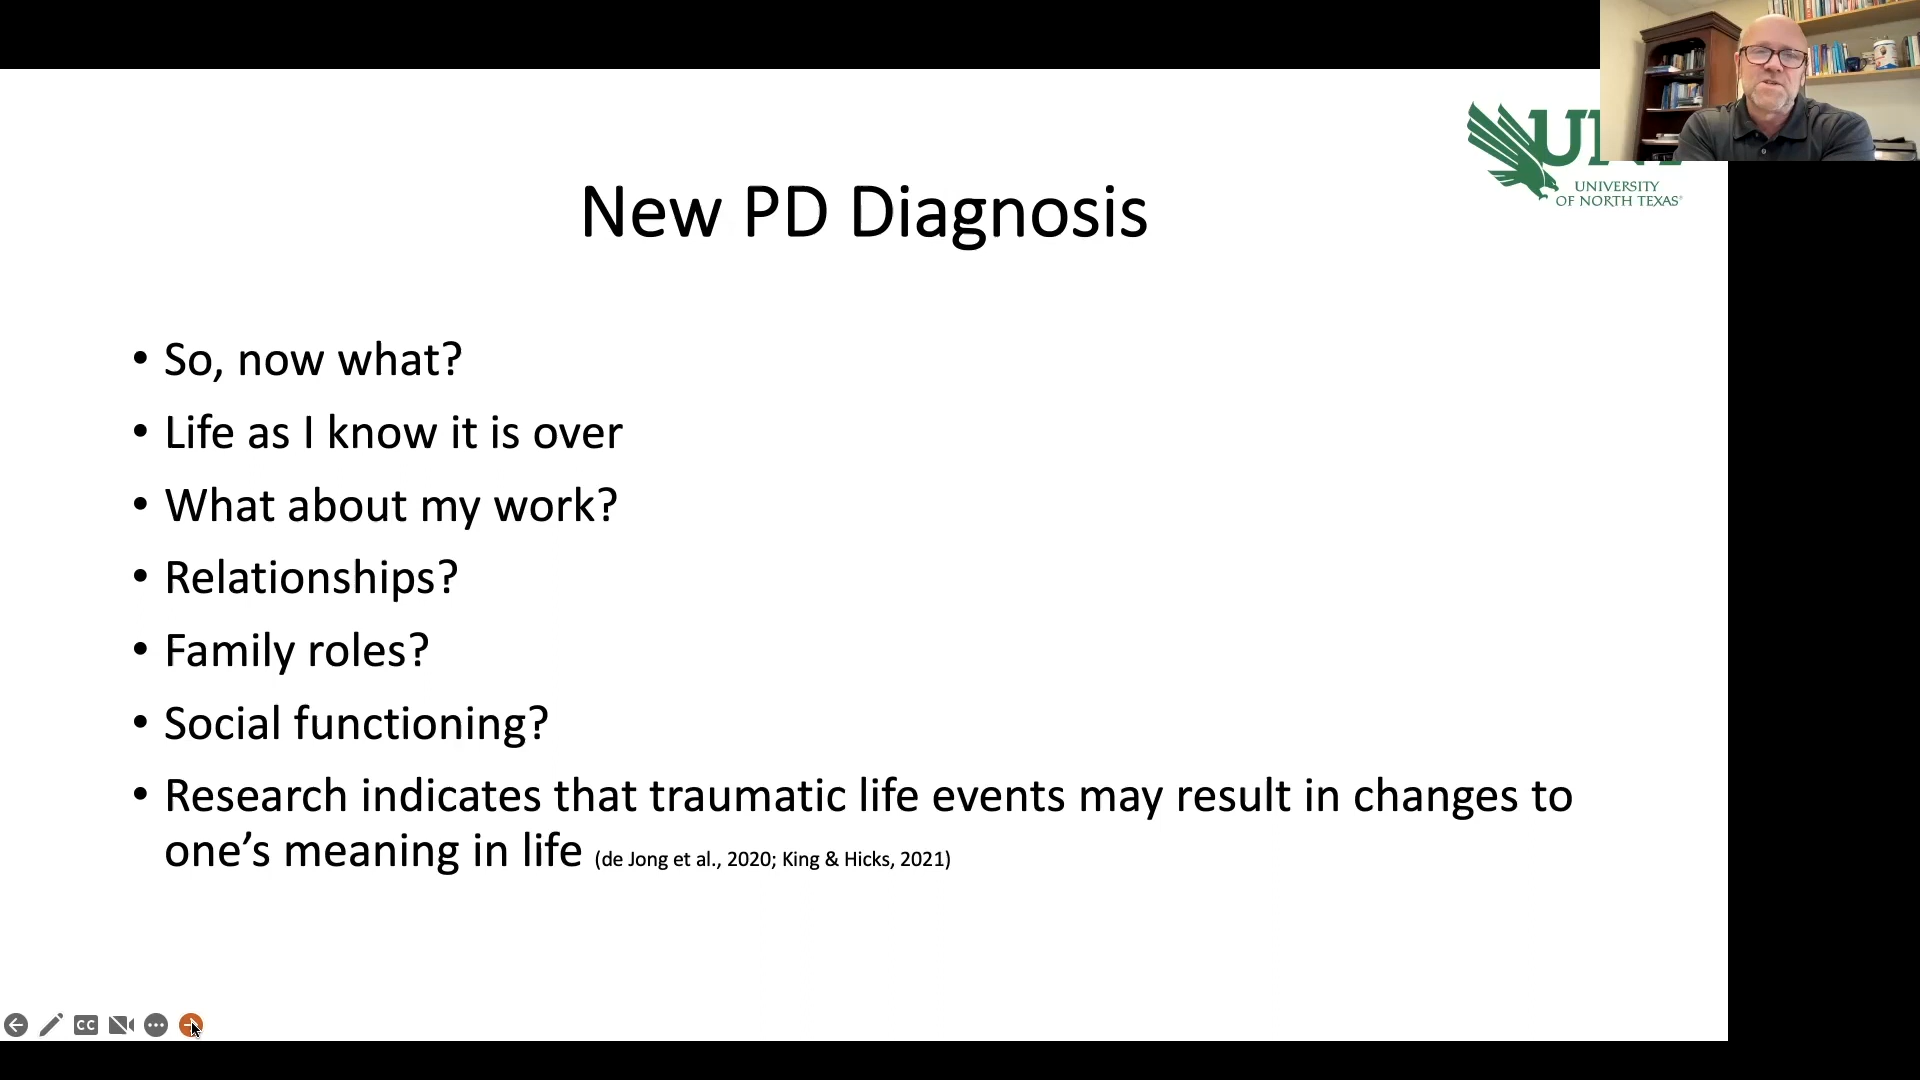 New PD Diagnosis
UNIVERSITY
OF NORTH TEXAS®
• So, now what?
• Life as I know it is over
• What about my work?
• Relationships?
• Family roles?
• Social functioning?
• Research indicates that traumatic life events may result in changes to
one’s meaning in life (de Jong et al., 2020; King & Hicks, 2021)
CC